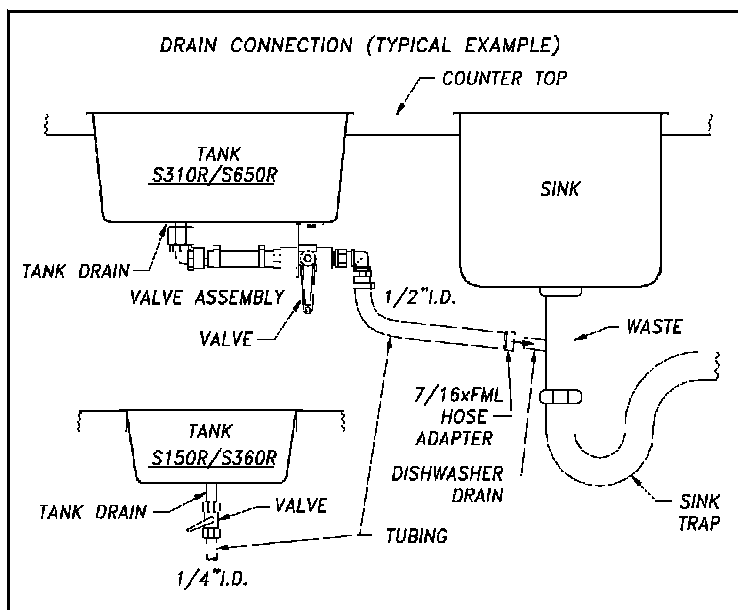 DRAIN CONNECTION (TYPICAL EXAMPLE)
COUNTER TOP
TANK
S310R/S650R
SINK
TANK DRAIN
VALVE ASSEMBLY
1/2"I.D.
VALVE
WASTE
7/16xFML
HOSE
ADAPTER
TANK
S150R/S360R
DISHWASHER
DRAIN
TANK DRAIN
VALVE
SINK
TRAP
TUBING
1/4"I.D.